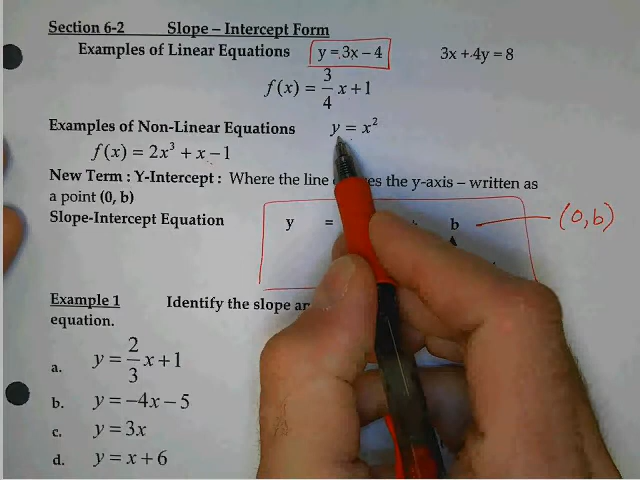 Section 6-2 Slope – Intercept Form
Examples of Linear Equations y = 3x – 4 3x + 4y = 8
f(x) = 3/4 x + 1
Examples of Non-Linear Equations y = x²
f(x) = 2x³ + x – 1
New Term : Y-Intercept : Where the line the y-axis – written as
a point (0, b)
Slope-Intercept Equation y = b (0,b)
Example 1 Identify the slope
equation.
a. y = 2/3 x + 1
b. y = –4x – 5
c. y = 3x
d. y = x + 6